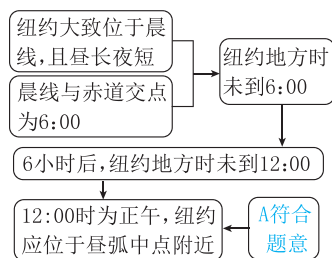 纽约大致位于晨
线,且昼长夜短
晨线与赤道交点
为6:00
纽约地方时
未到6:00
6小时后,纽约地方时未到12:00
12:00时为正午,纽约
应位于昼弧中点附近
A符合
题意